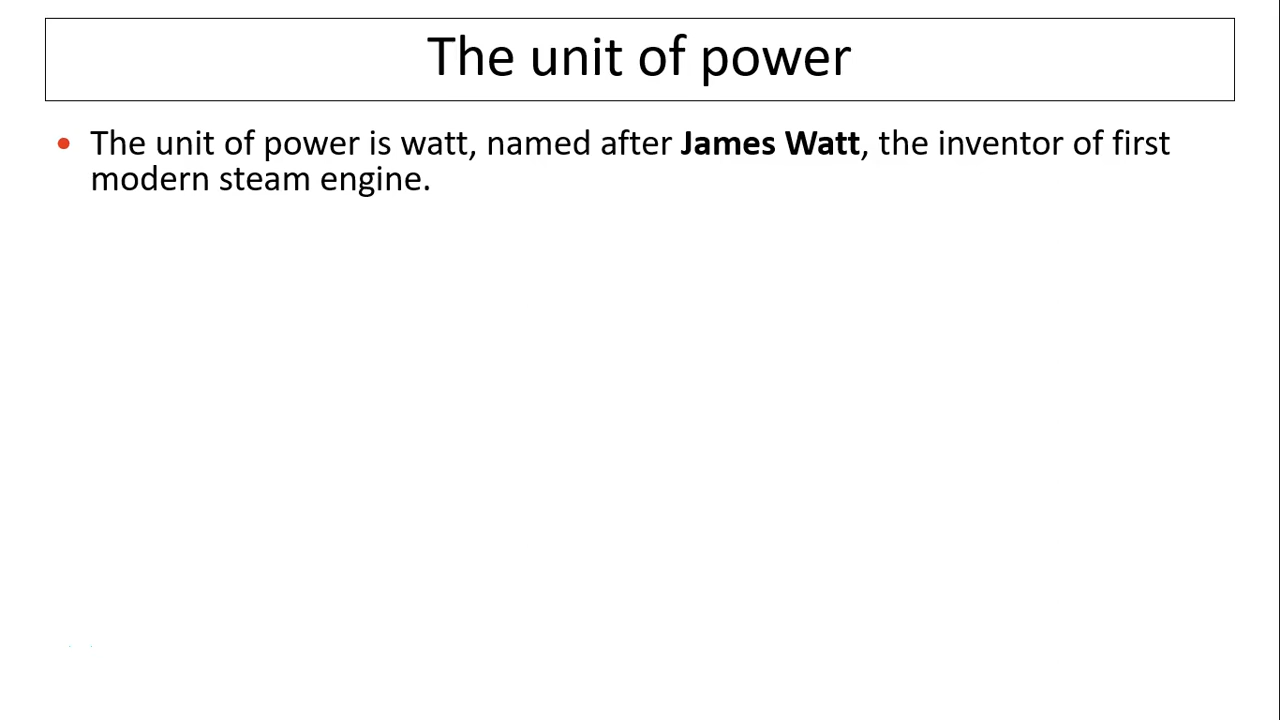 The unit of power
• The unit of power is watt, named after James Watt, the inventor of first
modern steam engine.